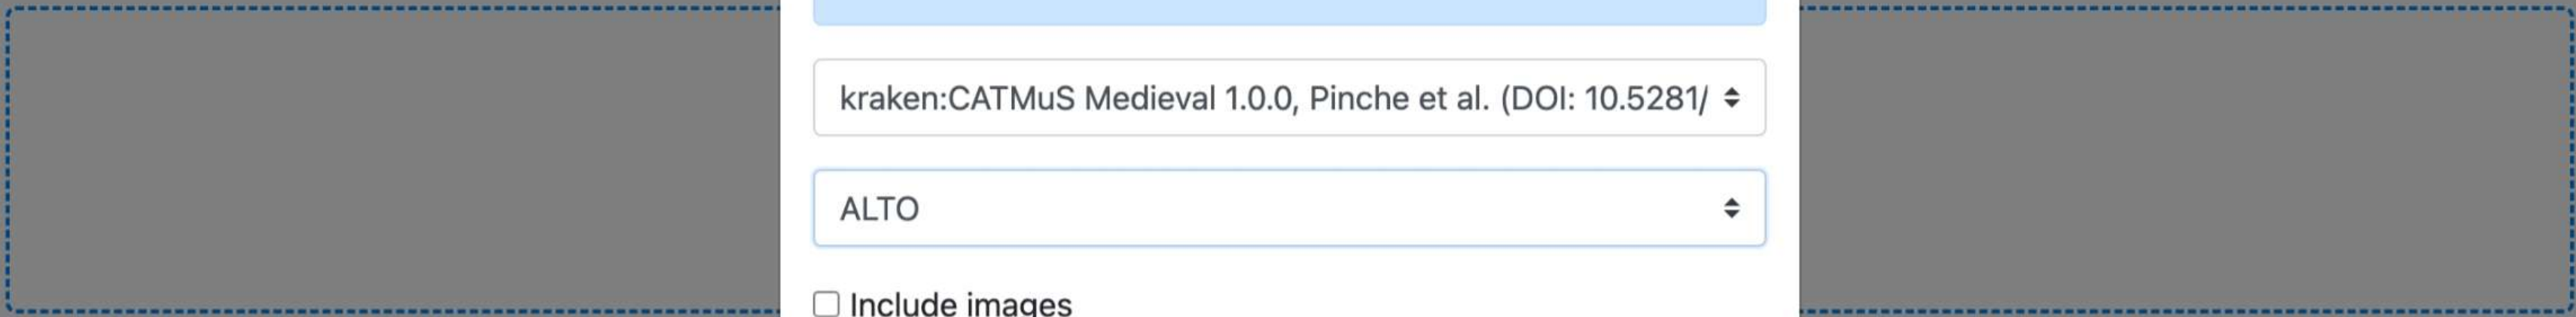 kraken:CATMuS Medieval 1.0.0, Pinche et al. (DOI: 10.5281/
ALTO
Include images